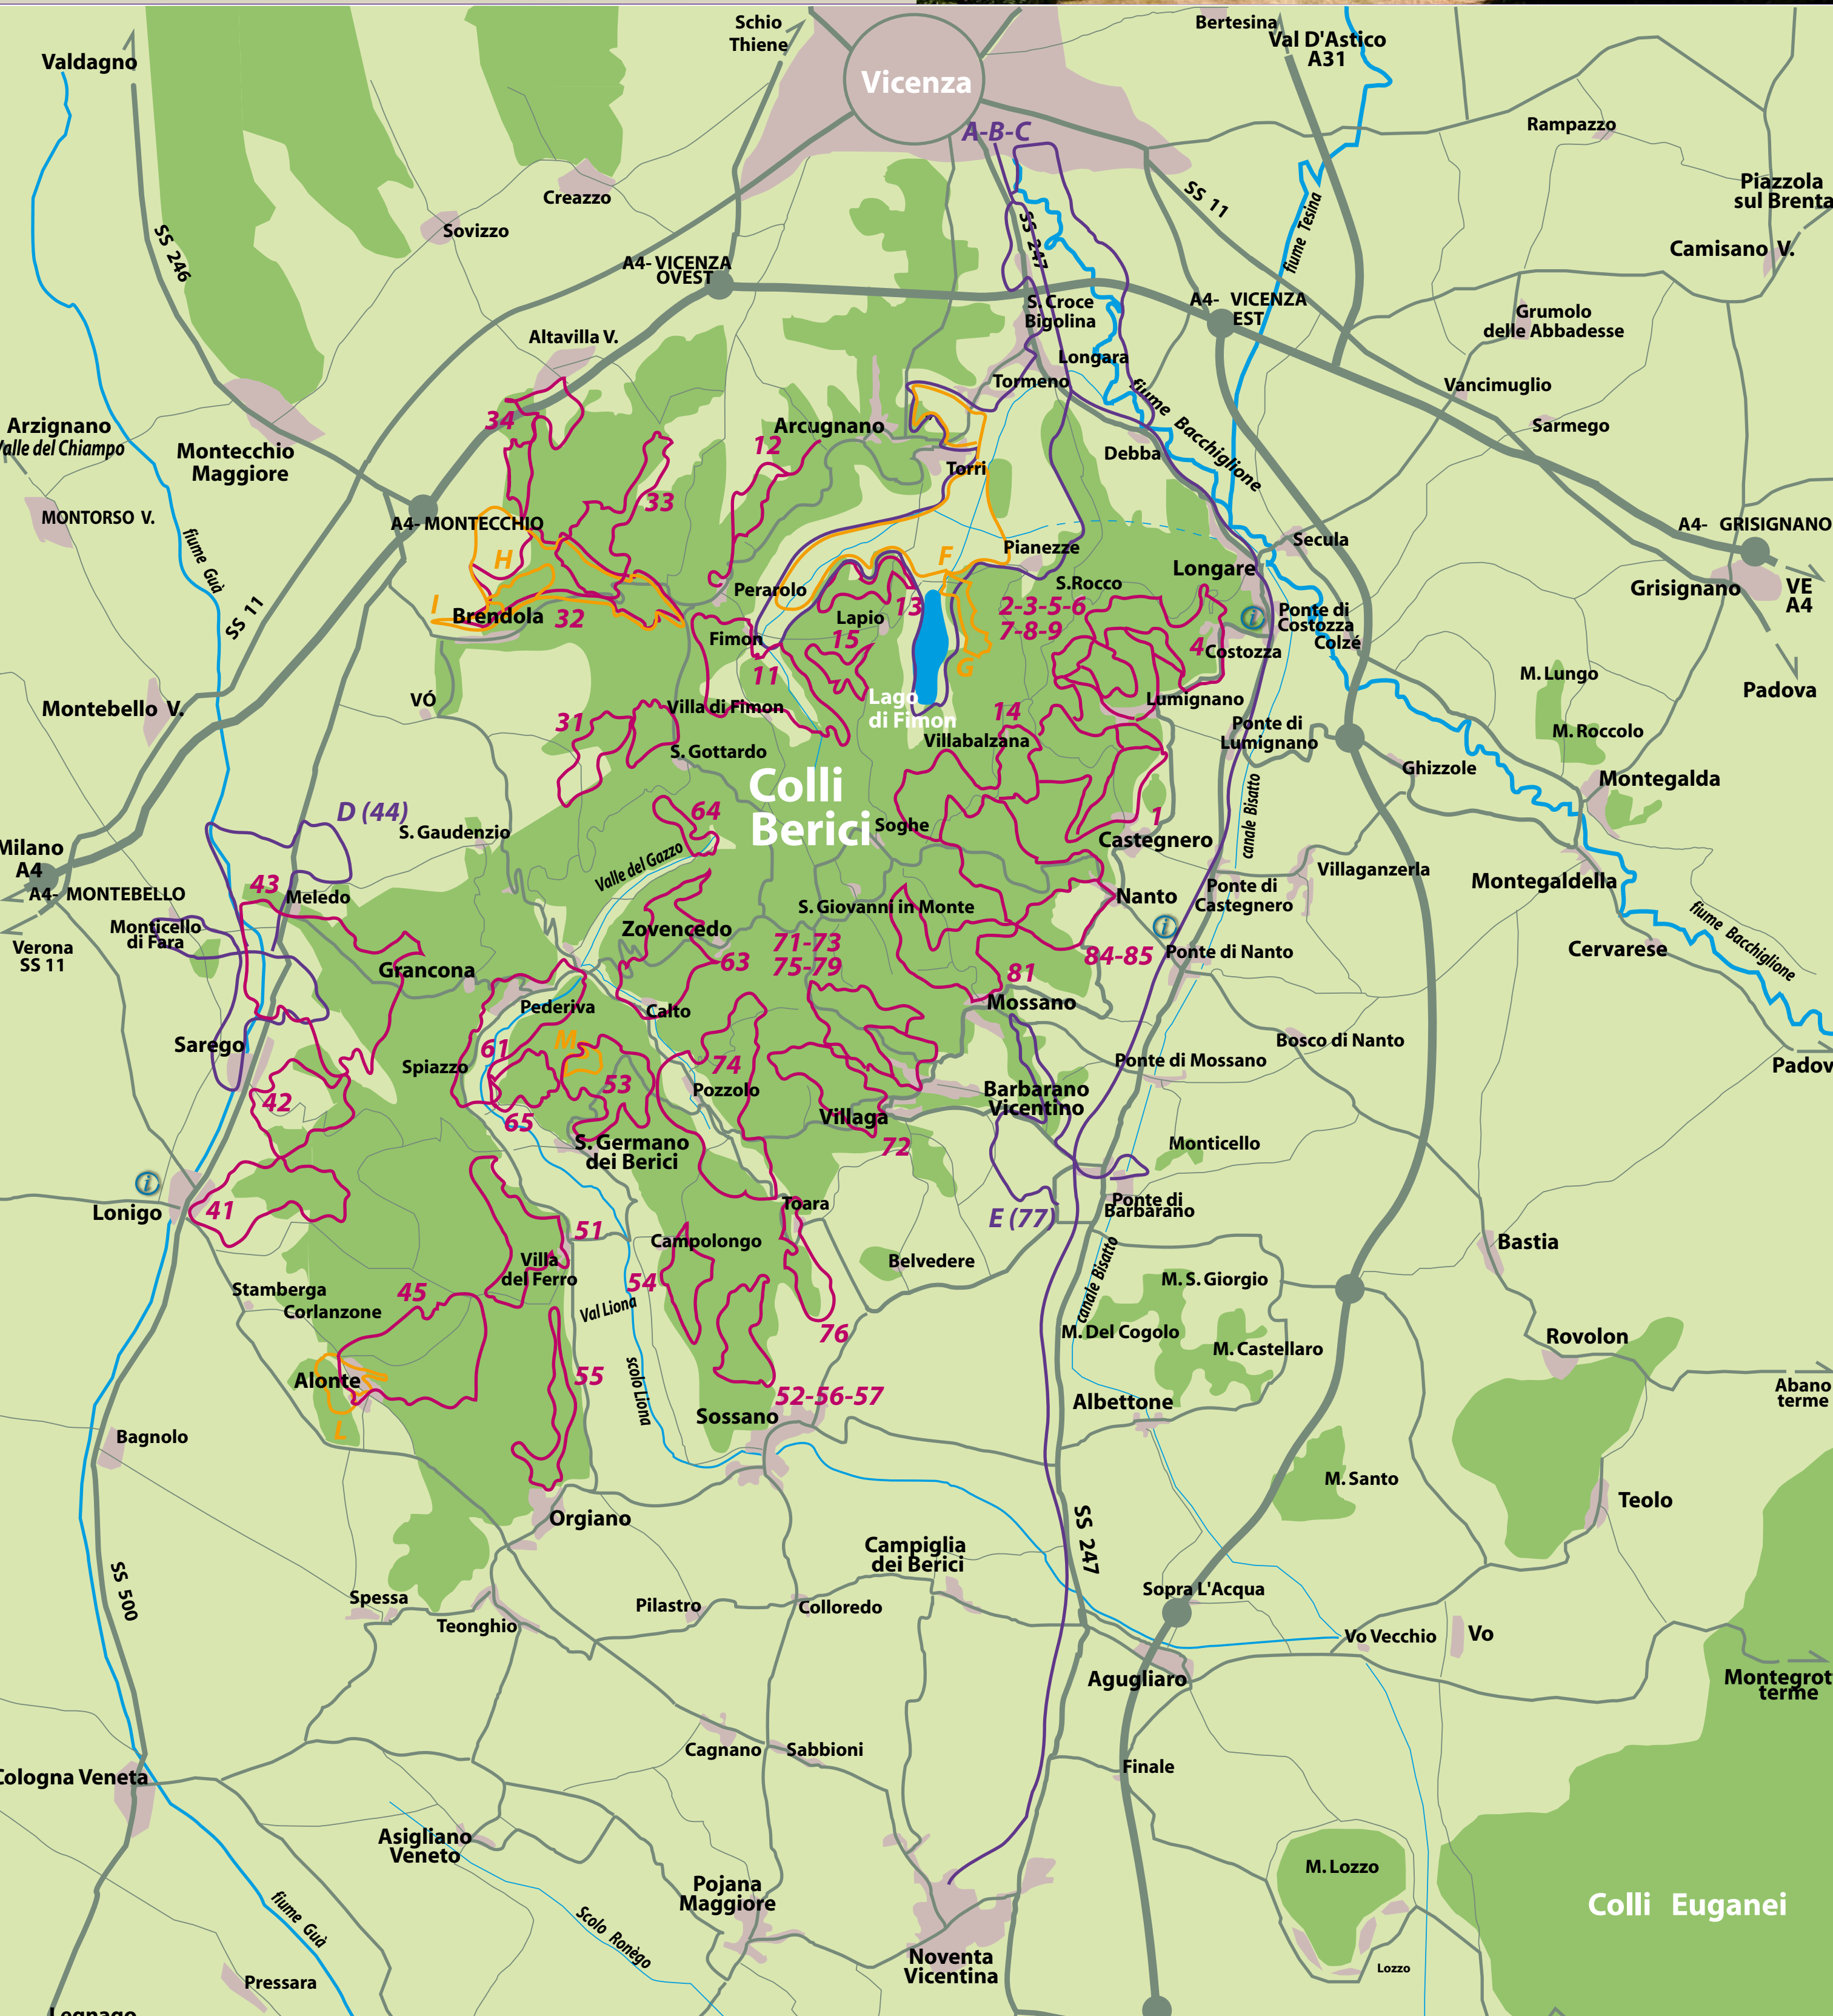 Schio
Thiene
Bertesina
Val D'Astico
A31
Valdagno
Vicenza
A-B-C
Rampazzo
SS 11
Piazzola
sul Brenta
Creazzo
Sovizzo
SS 246
SS 247
fiume Tesina
Camisano V.
A4- VICENZA
OVEST
S. Croce
Bigolina
A4- VICENZA
EST
Grumolo
delle Abbadesse
Altavilla V.
Longara
Tormeno
Vancimuglio
Arzignano
Valle del Chiampo
Montecchio
Maggiore
34
12
Arcugnano
fiume Bacchiglione
Sarmego
Debba
Torri
33
MONTORSO V.
A4- MONTECCHIO
A4- GRISIGNANO
fiume Guà
H
F
Pianezze
Secula
C
Perarolo
S.Rocco
Longare
Grisignano
VE
A4
I
Brendola
32
Lapio
13
2-3-5-6
7-8-9
Ponte di
Costozza
Colzé
SS 11
Fimon
15
4
Costozza
11
G
M. Lungo
Montebello V.
VÓ
Villa di Fimon
Lago
di Fimon
Lumignano
Padova
31
14
Ponte di
Lumignano
M. Roccolo
S. Gottardo
Villabalzana
Ghizzole
Montegalda
Colli
Berici
D (44)
64
canale Bisatto
1
S. Gaudenzio
Soghe
Castegnero
Milano
A4
Valle del Gazzo
Villaganzerla
A4- MONTEBELLO
43
Meledo
Nanto
Ponte di
Castegnero
Montegaldella
Monticello
di Fara
S. Giovanni in Monte
fiume Bacchiglione
Zovencedo
71-73
75-79
Verona
SS 11
84-85
Ponte di Nanto
Cervarese
Grancona
63
81
Pederiva
Calto
Mossano
Sarego
61
M
Bosco di Nanto
Spiazzo
74
Ponte di Mossano
Padov
53
Pozzolo
Barbarano
Vicentino
42
65
Villaga
S. Germano
dei Berici
72
Monticello
Lonigo
41
Toara
Ponte di
Barbarano
E (77)
51
Campolongo
Bastia
Villa
del Ferro
Belvedere
Stamberga
45
54
M. S. Giorgio
Corlanzone
Val Liona
canale Bisatto
76
M. Del Cogolo
Rovolon
M. Castellaro
Alonte
55
scolo Liona
52-56-57
Albettone
Abano
terme
L
Sossano
Bagnolo
M. Santo
Teolo
Orgiano
SS 247
Campiglia
dei Berici
SS 500
Spessa
Sopra L'Acqua
Pilastro
Colloredo
Teonghio
Vo Vecchio
Vo
Agugliaro
Montegrot
terme
Cagnano
Sabbioni
Finale
Cologna Veneta
Asigliano
Veneto
M. Lozzo
Pojana
Maggiore
Colli Euganei
fiume Guà
Scolo Ronègo
Noventa
Vicentina
Lozzo
Pressara
Legnago